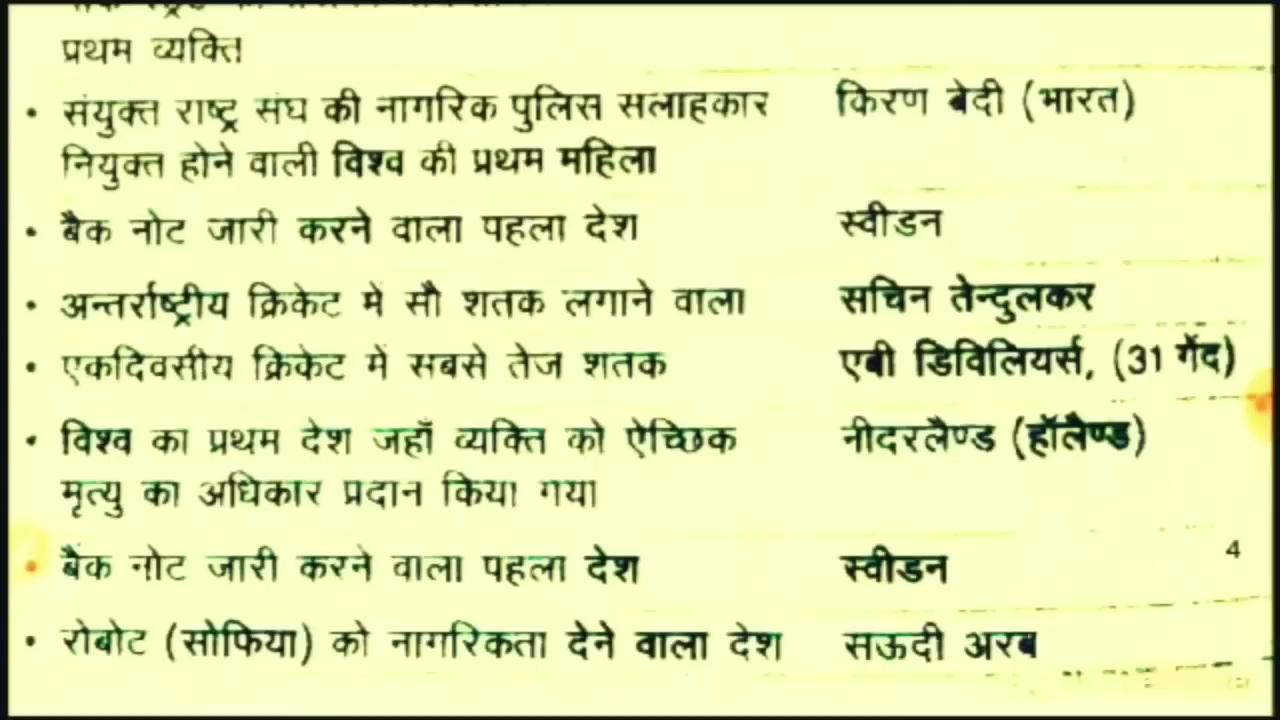 प्रथम व्यक्ति
• संयुक्त राष्ट्र संघ की नागरिक पुलिस सलाहकार किरण बेदी (भारत)
नियुक्त होने वाली विश्व की प्रथम महिला
• बैक नोट जारी करने वाला पहला देश स्वीडन
• अन्तर्राष्ट्रीय क्रिकेट में सौ शतक लगाने वाला सचिन तेन्दुलकर
• एकदिवसीय क्रिकेट में सबसे तेज शतक एबी डिविलियर्स, (31 गेंद)
• विश्व का प्रथम देश जहाँ व्यक्ति को ऐच्छिक नीदरलैण्ड (हॉलैण्ड)
मृत्यु का अधिकार प्रदान किया गया
• बैक नोट जारी करने वाला पहला देश स्वीडन
4
• रोबोट (सोफिया) को नागरिकता देने वाला देश सऊदी अरब